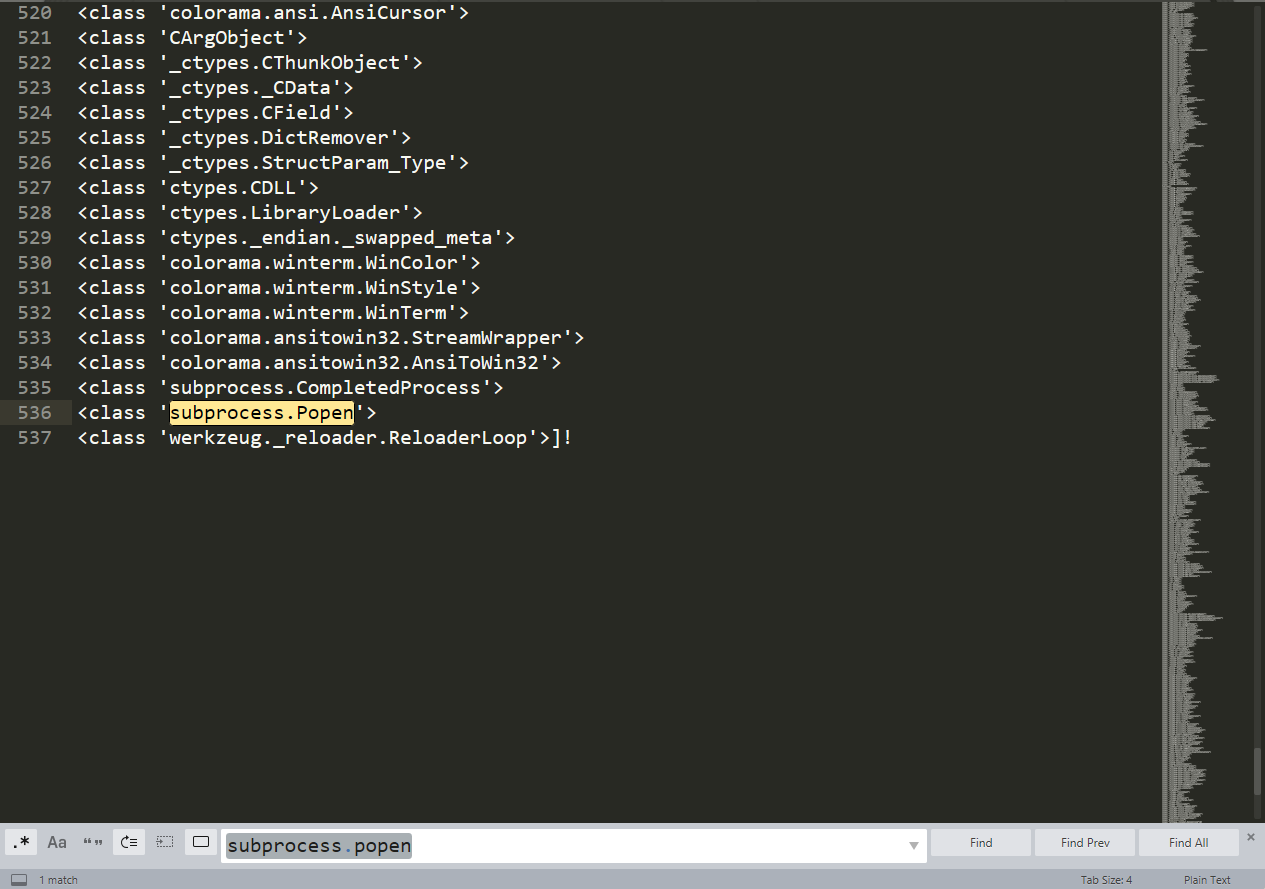 520 <class 'colorama.ansi.AnsiCursor'>
521 <class 'CArgObject'>
522 <class '_ctypes.CThunkObject'>
523 <class '_ctypes._CData'>
524 <class '_ctypes.CField'>
525 <class '_ctypes.DictRemover'>
526 <class '_ctypes.StructParam_Type'>
527 <class 'ctypes.CDLL'>
528 <class 'ctypes.LibraryLoader'>
529 <class 'ctypes._endian._swapped_meta'>
530 <class 'colorama.winterm.WinColor'>
531 <class 'colorama.winterm.WinStyle'>
532 <class 'colorama.winterm.WinTerm'>
533 <class 'colorama.ansitowin32.StreamWrapper'>
534 <class 'colorama.ansitowin32.AnsiToWin32'>
535 <class 'subprocess.CompletedProcess'>
536 <class 'subprocess.Popen'>
537 <class 'werkzeug._reloader.ReloaderLoop'>]!
.* Aa “” subprocess.popen Find Find Prev Find All ×
1 match Tab Size: 4 Plain Text